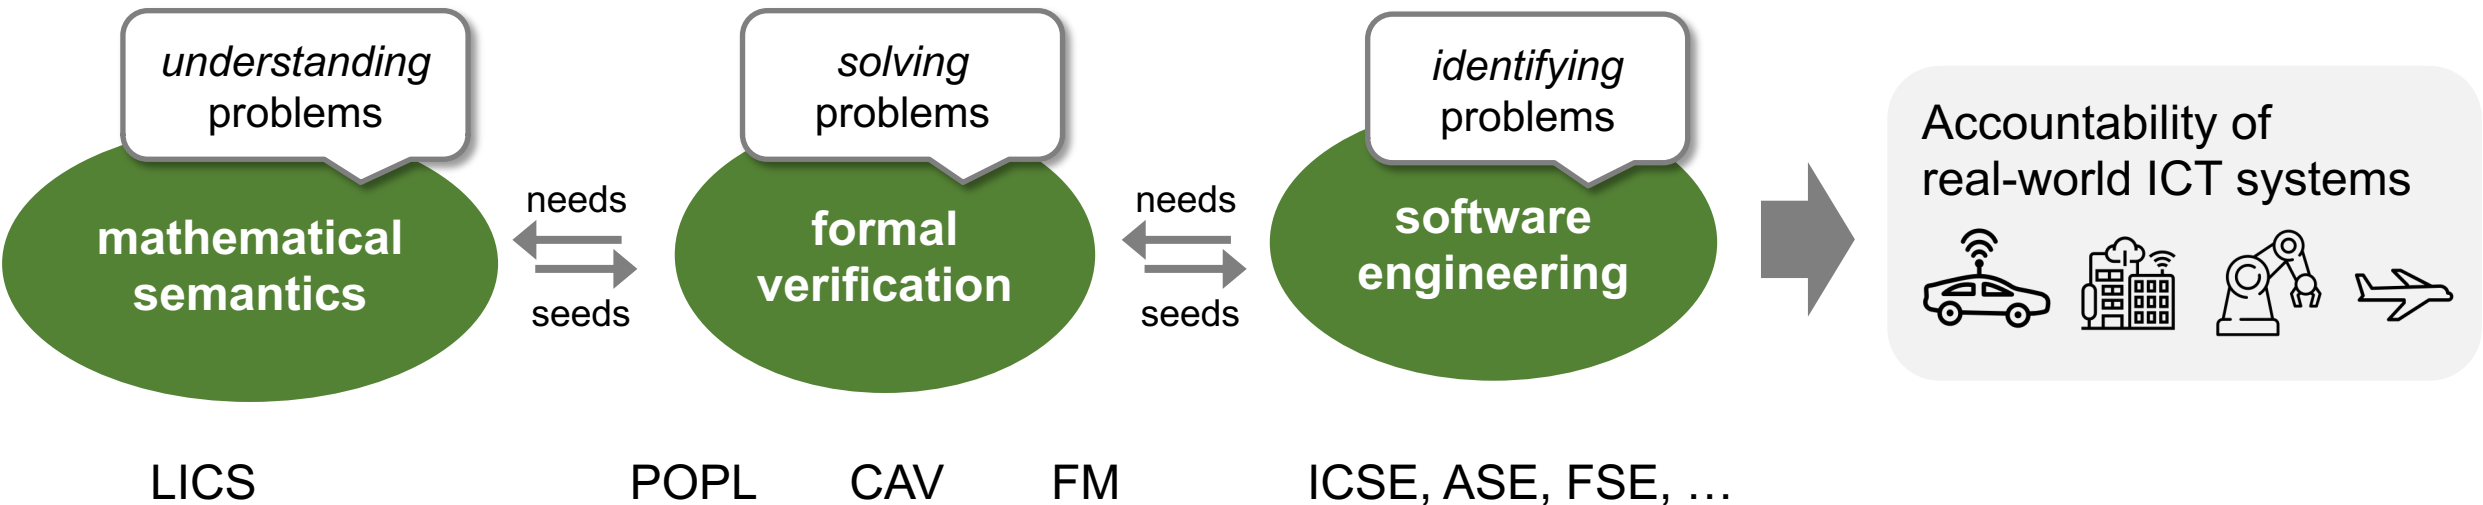 understanding
problems
mathematical
semantics
needs
seeds
solving
problems
formal
verification
needs
seeds
identifying
problems
software
engineering
Accountability of
real-world ICT systems
LICS
POPL
CAV
FM
ICSE, ASE, FSE, …